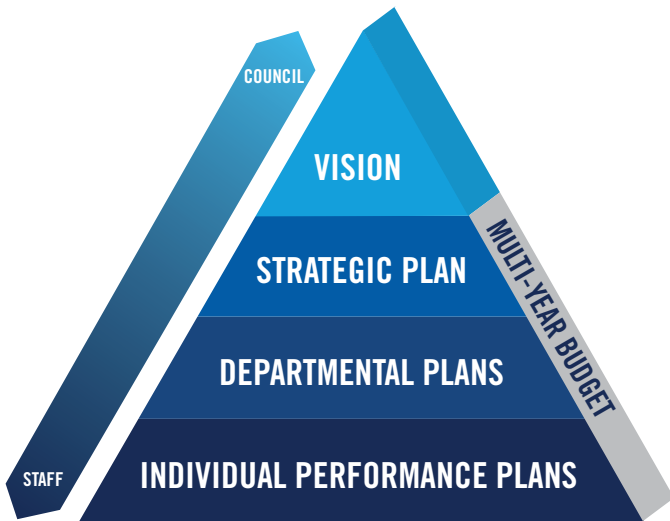 COUNCIL
VISION
STRATEGIC PLAN
MULTI-YEAR BUDGET
DEPARTMENTAL PLANS
STAFF
INDIVIDUAL PERFORMANCE PLANS